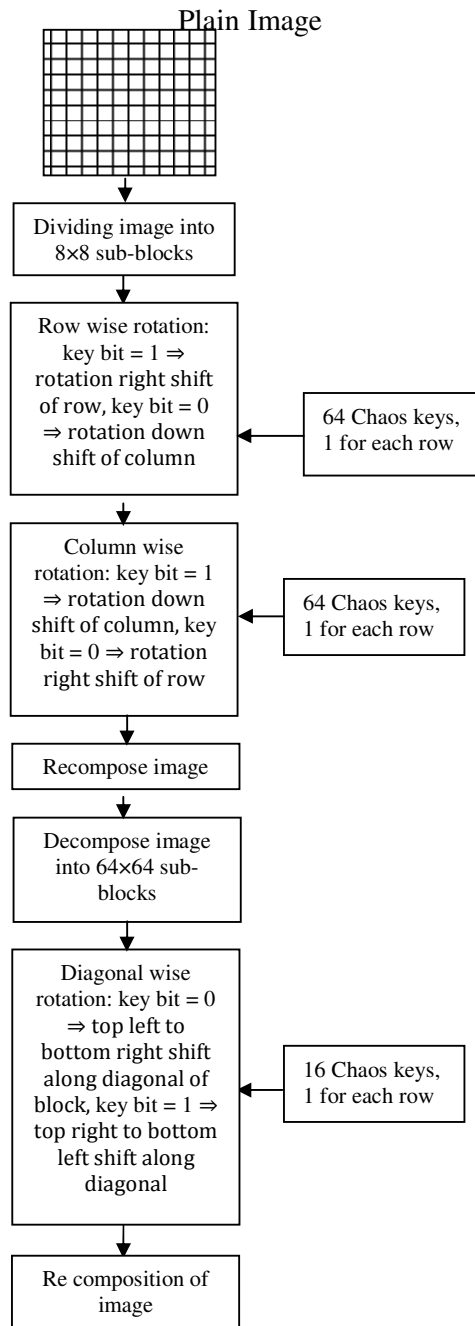 Plain Image
Dividing image into
8×8 sub-blocks
Row wise rotation:
key bit = 1 ⇒
rotation right shift
of row, key bit = 0
⇒ rotation down
shift of column
64 Chaos keys,
1 for each row
Column wise
rotation: key bit = 1
⇒ rotation down
shift of column, key
bit = 0 ⇒ rotation
right shift of row
64 Chaos keys,
1 for each row
Recompose image
Decompose image
into 64×64 sub-
blocks
Diagonal wise
rotation: key bit = 0
⇒ top left to
bottom right shift
along diagonal of
block, key bit = 1 ⇒
top right to bottom
left shift along
diagonal
16 Chaos keys,
1 for each row
Re composition of
image